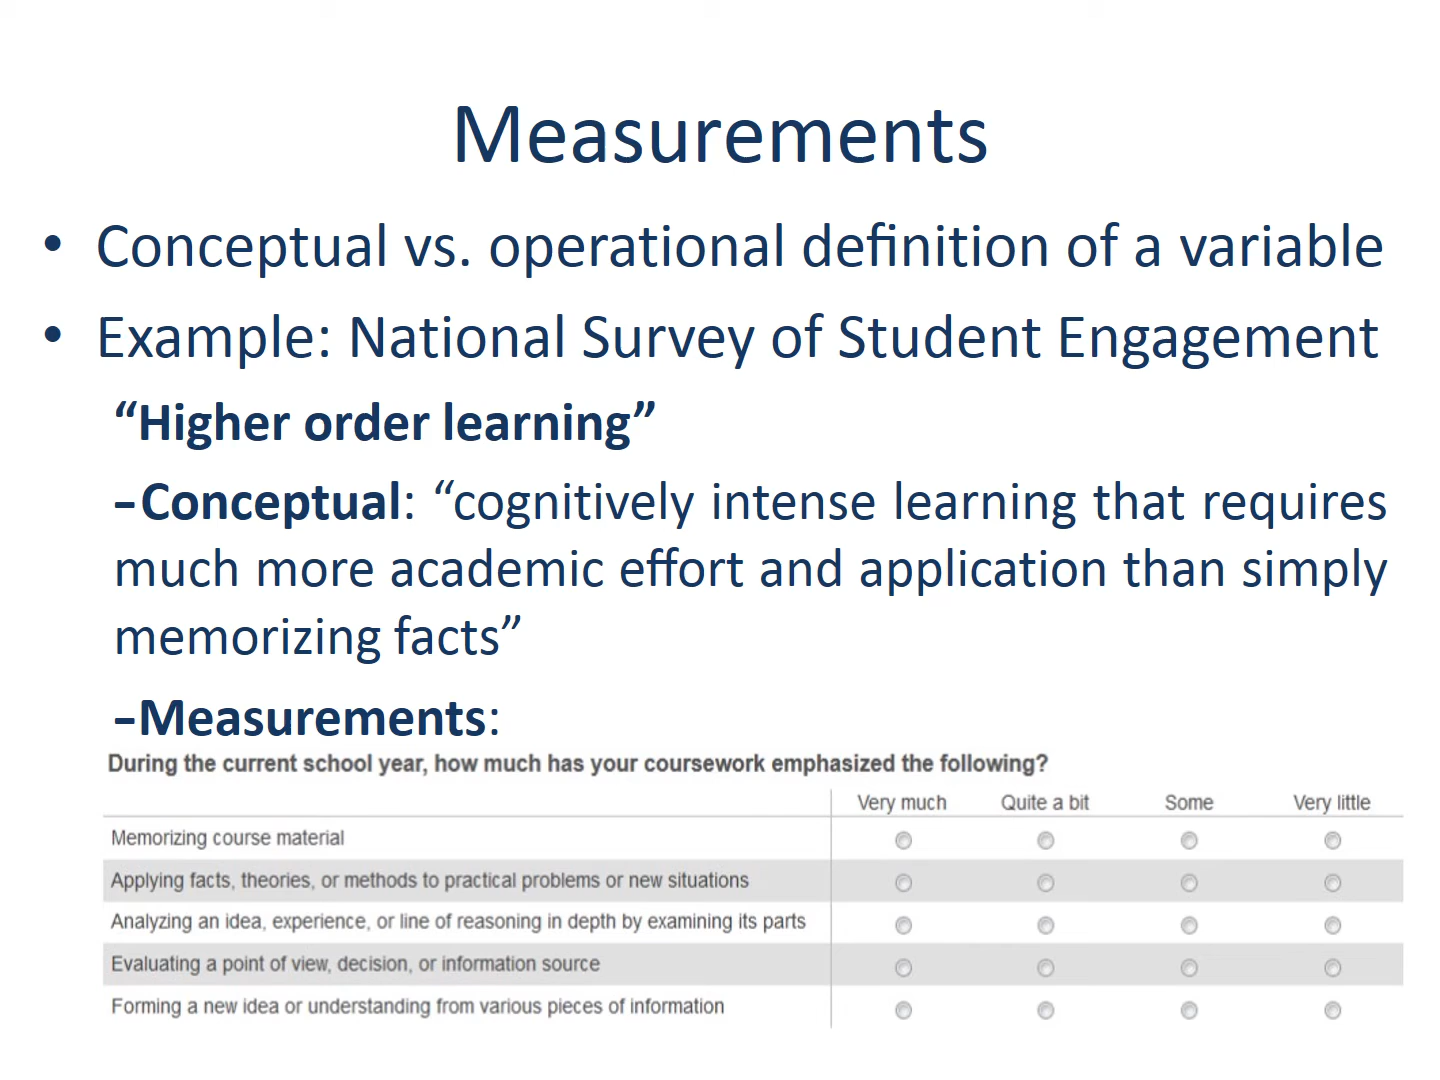 Measurements
• Conceptual vs. operational definition of a variable
• Example: National Survey of Student Engagement
“Higher order learning”
–Conceptual: “cognitively intense learning that requires
much more academic effort and application than simply
memorizing facts”
–Measurements:
During the current school year, how much has your coursework emphasized the following?
Very much Quite a bit Some Very little
Memorizing course material
Applying facts, theories, or methods to practical problems or new situations
Analyzing an idea, experience, or line of reasoning in depth by examining its parts
Evaluating a point of view, decision, or information source
Forming a new idea or understanding from various pieces of information